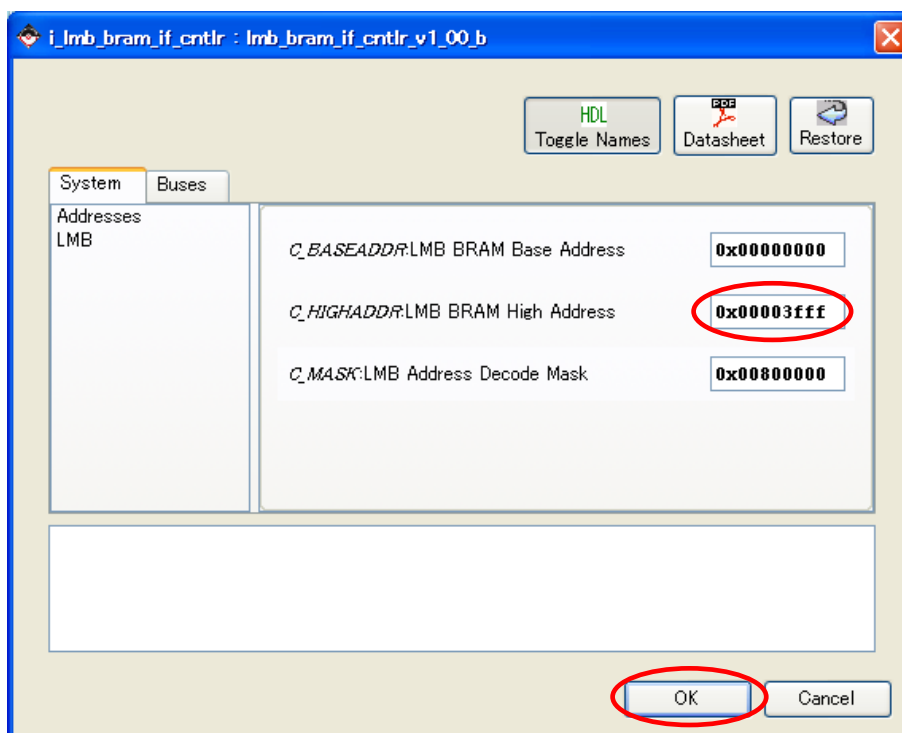 i_lmb_bram_if_cntlr : lmb_bram_if_cntlr_v1_00_b
HDL
Toggle Names
PDF
Datasheet
Restore
System
Buses
Addresses
LMB
C_BASEADDR:LMB BRAM Base Address
0x00000000
C_HIGHADDR:LMB BRAM High Address
0x00003fff
C_MASK:LMB Address Decode Mask
0x00800000
OK
Cancel